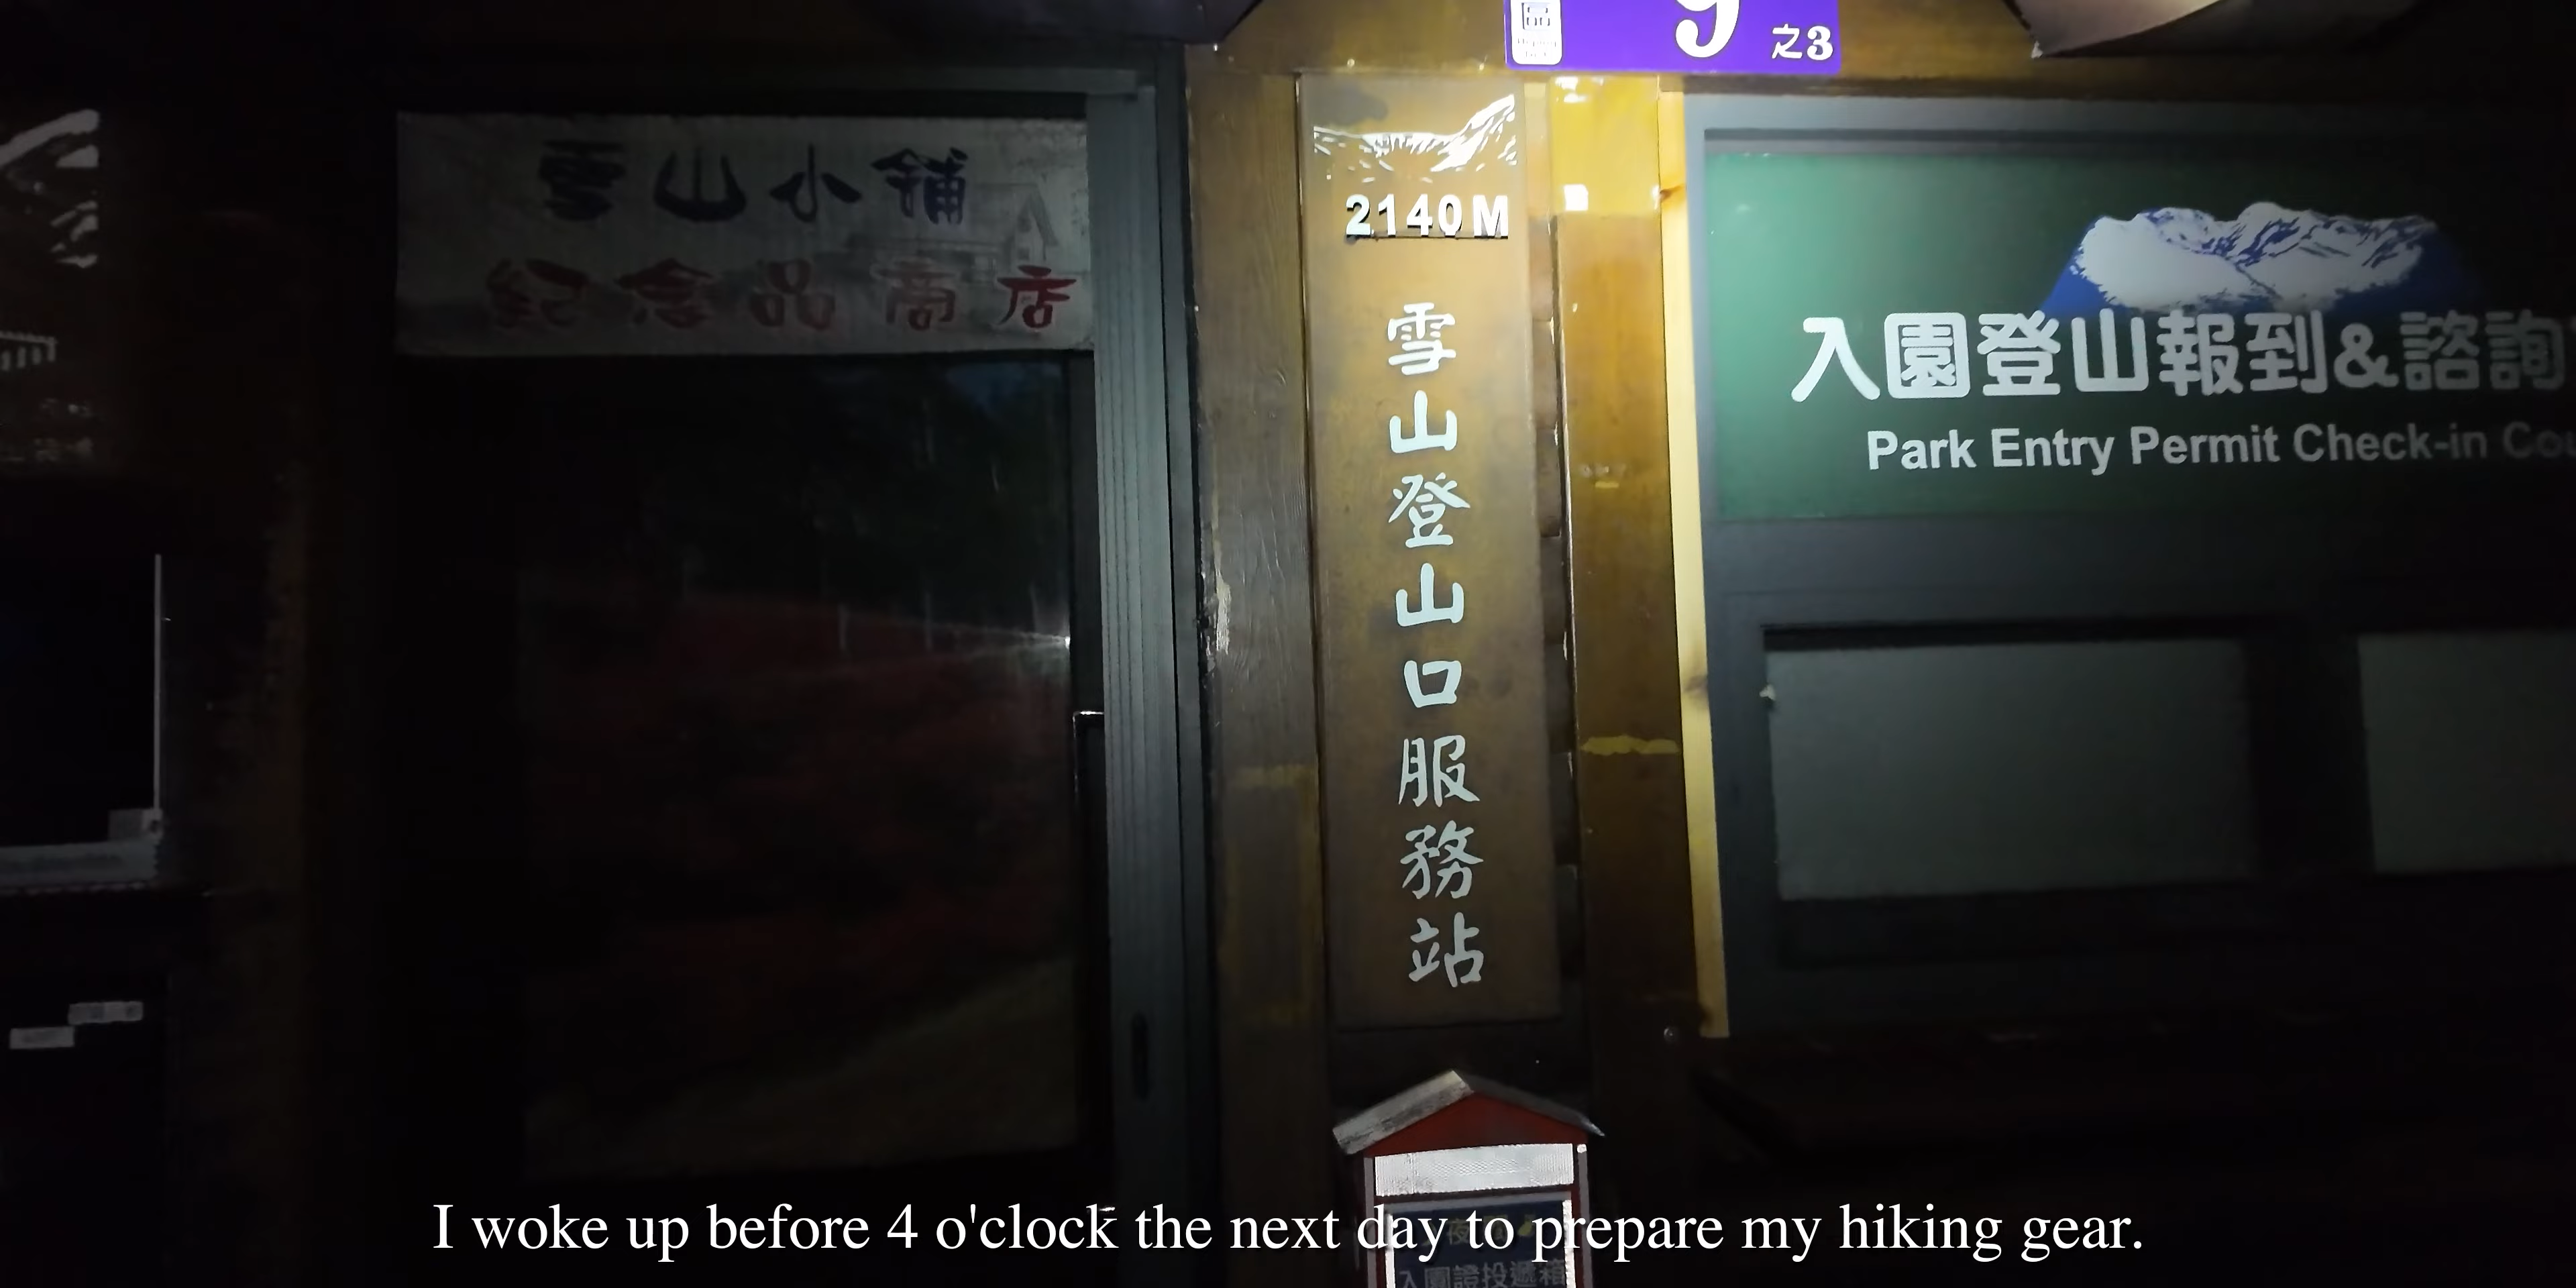 9 之3
雪山小舖
紀念品商店
2140M
雪山登山口服務站
入園登山報到&諮詢
Park Entry Permit Check-in
入園證投遞箱
I woke up before 4 o'clock the next day to prepare my hiking gear.